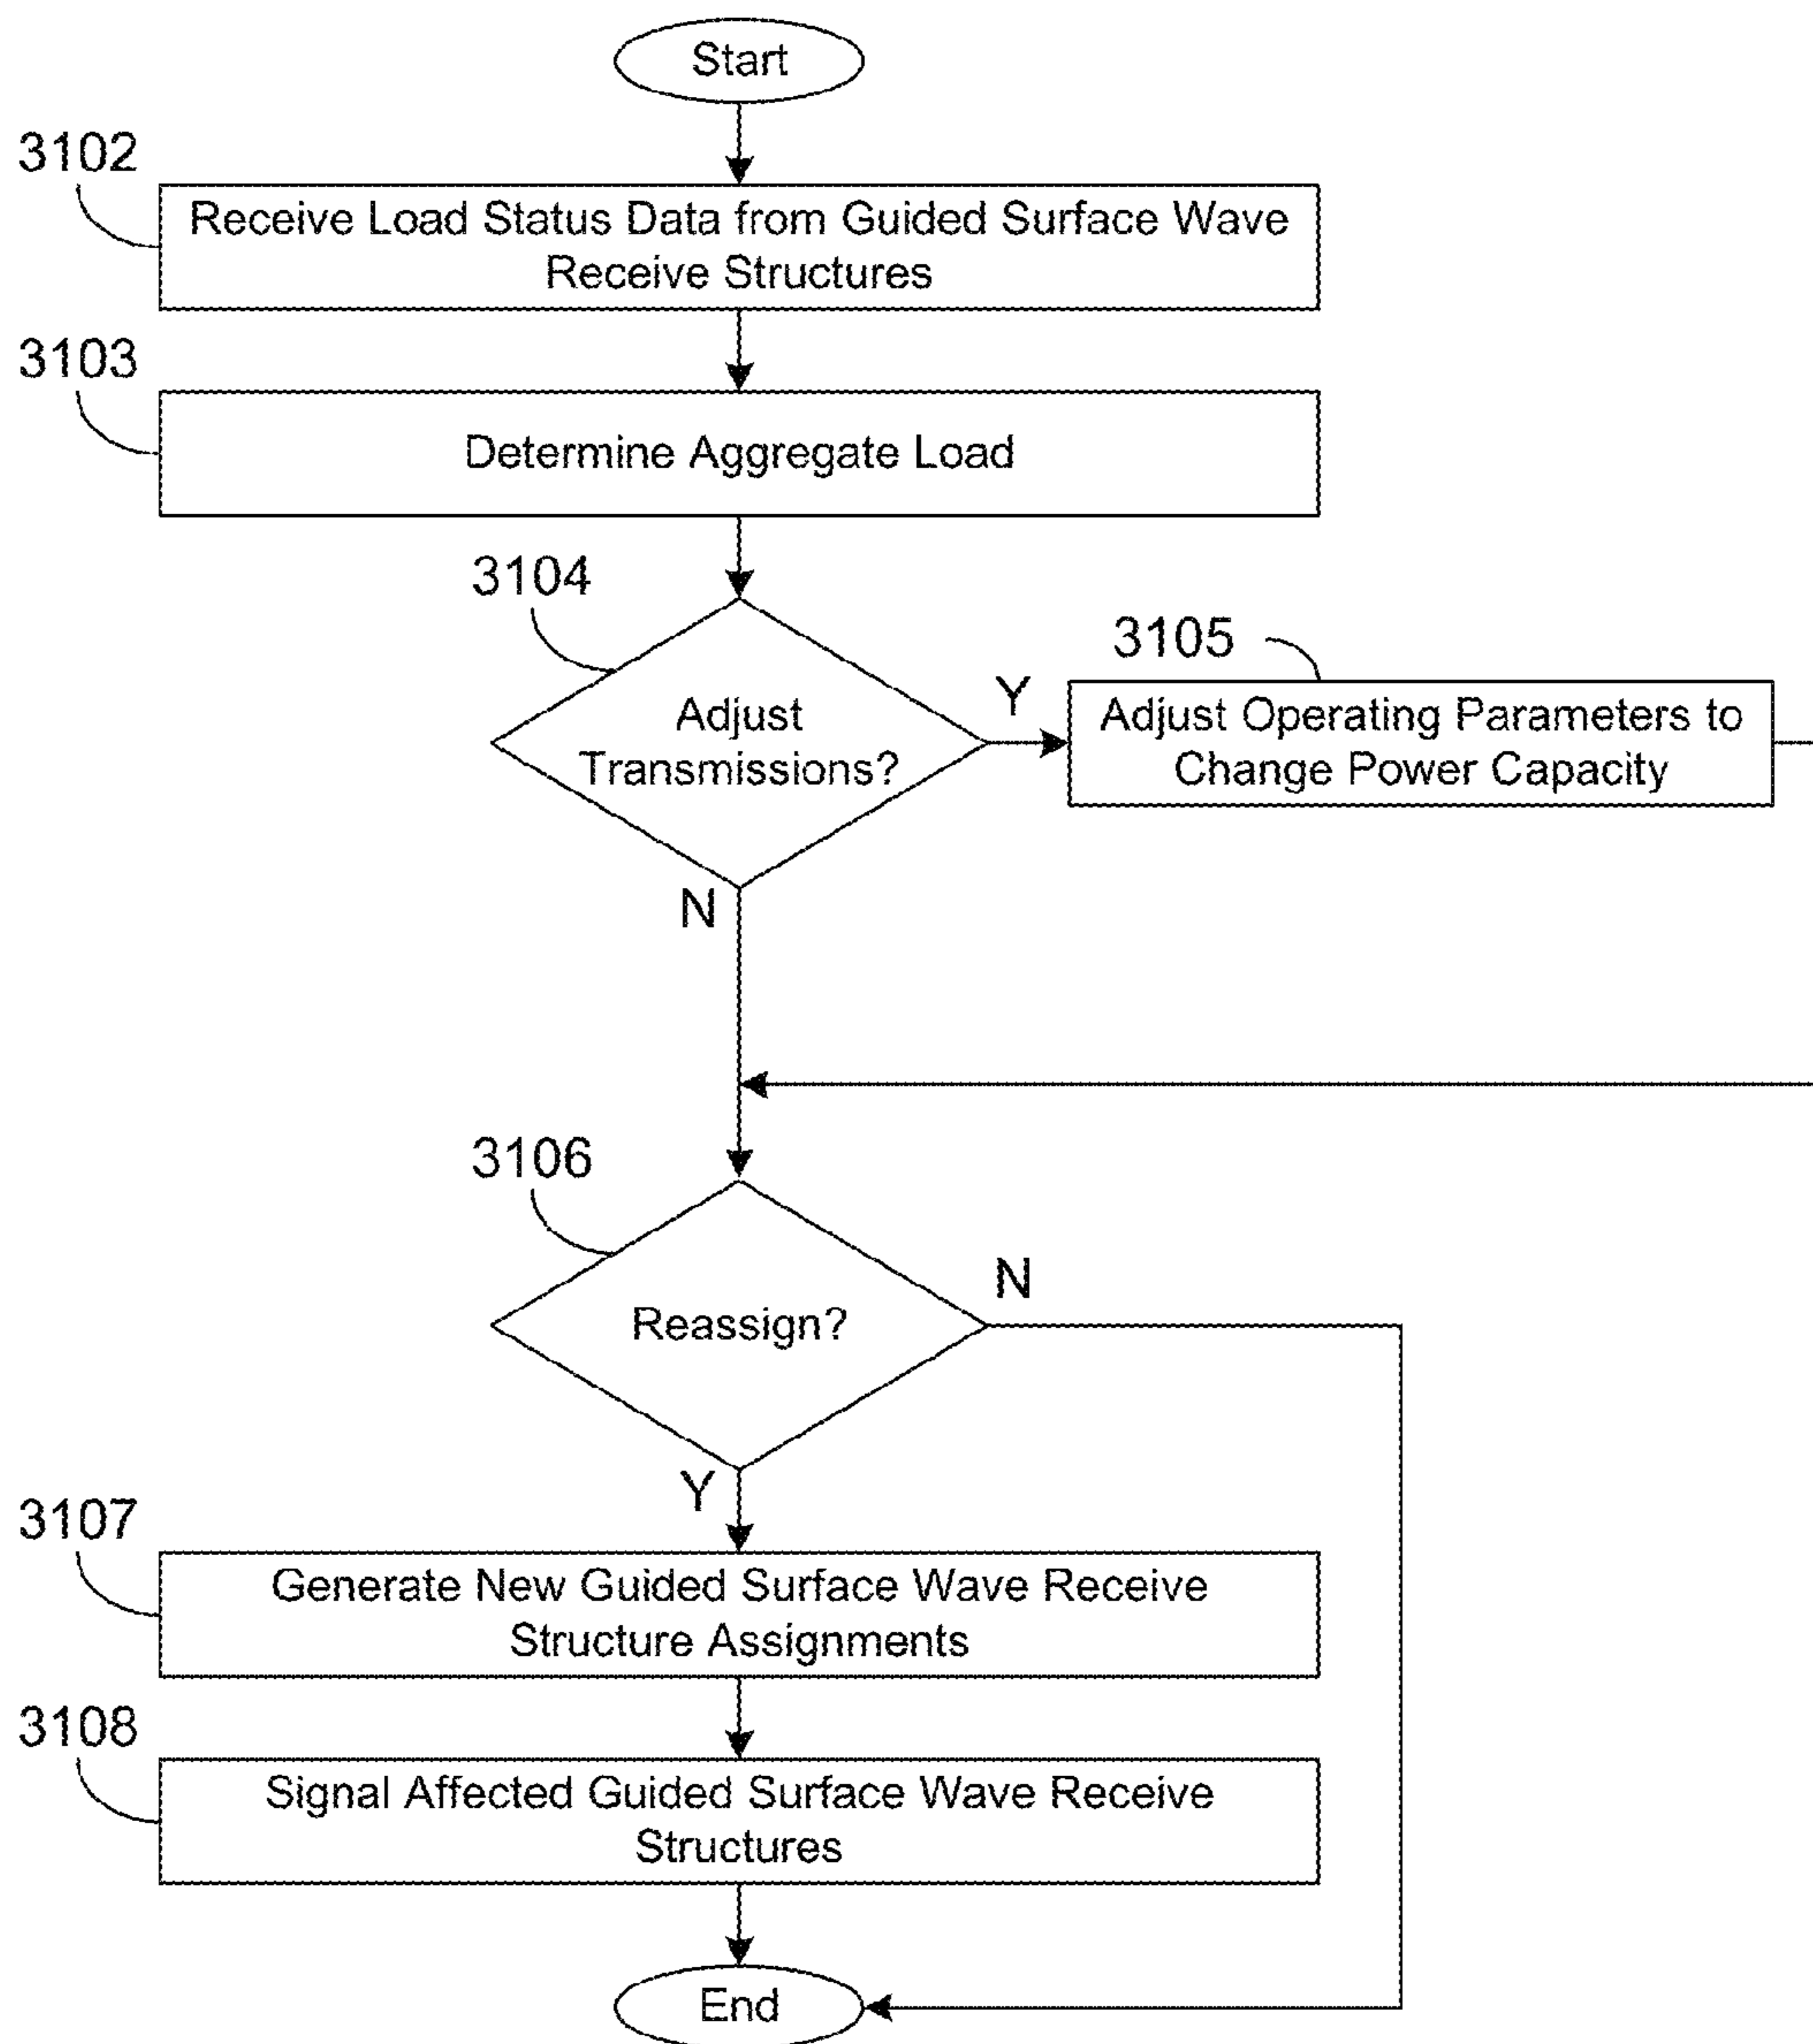 Start
3102
Receive Load Status Data from Guided Surface Wave
Receive Structures
3103
Determine Aggregate Load
3104
Adjust
Transmissions?
Y
3105
Adjust Operating Parameters to
Change Power Capacity
N
3106
Reassign?
N
Y
3107
Generate New Guided Surface Wave Receive
Structure Assignments
3108
Signal Affected Guided Surface Wave Receive
Structures
End